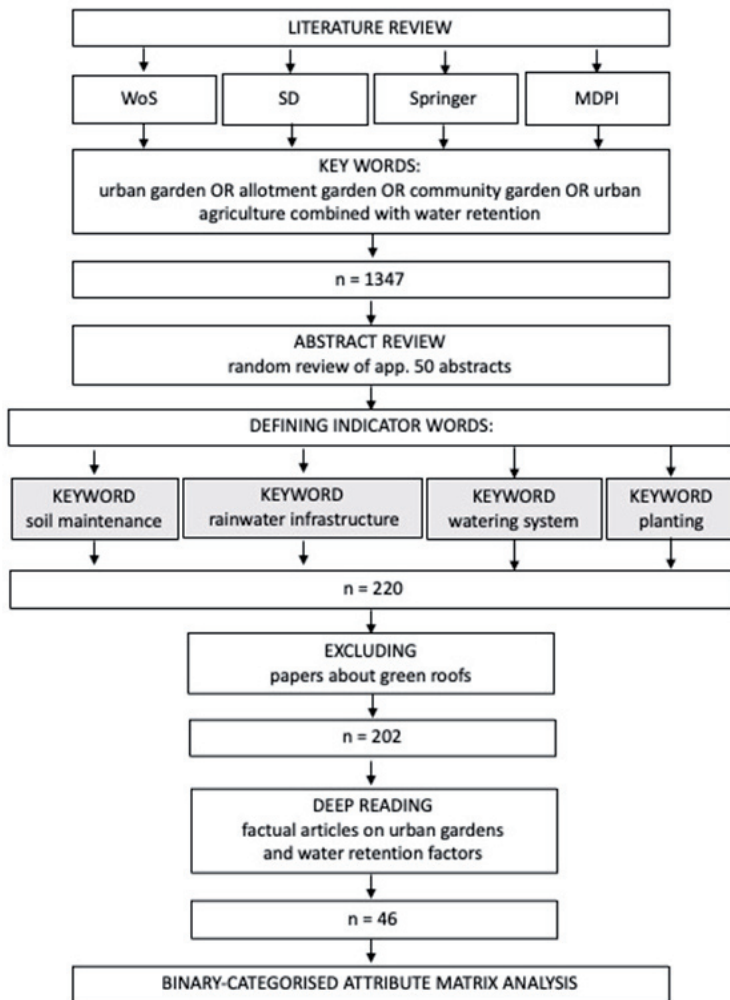 LITERATURE REVIEW
WoS
SD
Springer
MDPI
KEY WORDS:
urban garden OR allotment garden OR community garden OR urban
agriculture combined with water retention
n = 1347
ABSTRACT REVIEW
random review of app. 50 abstracts
DEFINING INDICATOR WORDS:
KEYWORD
soil maintenance
KEYWORD
rainwater infrastructure
KEYWORD
watering system
KEYWORD
planting
n = 220
EXCLUDING
papers about green roofs
n = 202
DEEP READING
factual articles on urban gardens
and water retention factors
n = 46
BINARY-CATEGORISED ATTRIBUTE MATRIX ANALYSIS